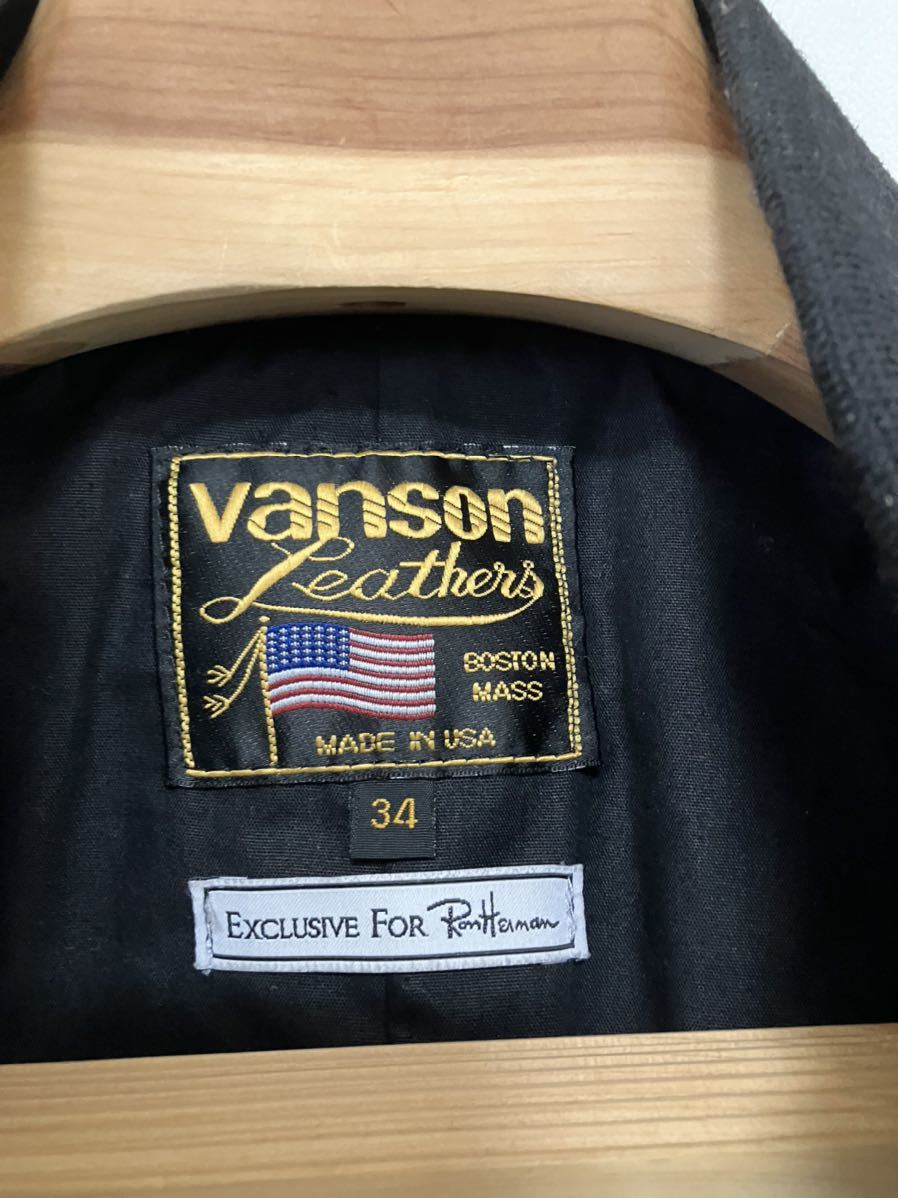 vanson
Leathers
BOSTON
MASS
MADE IN USA
34
EXCLUSIVE FOR RonHerman